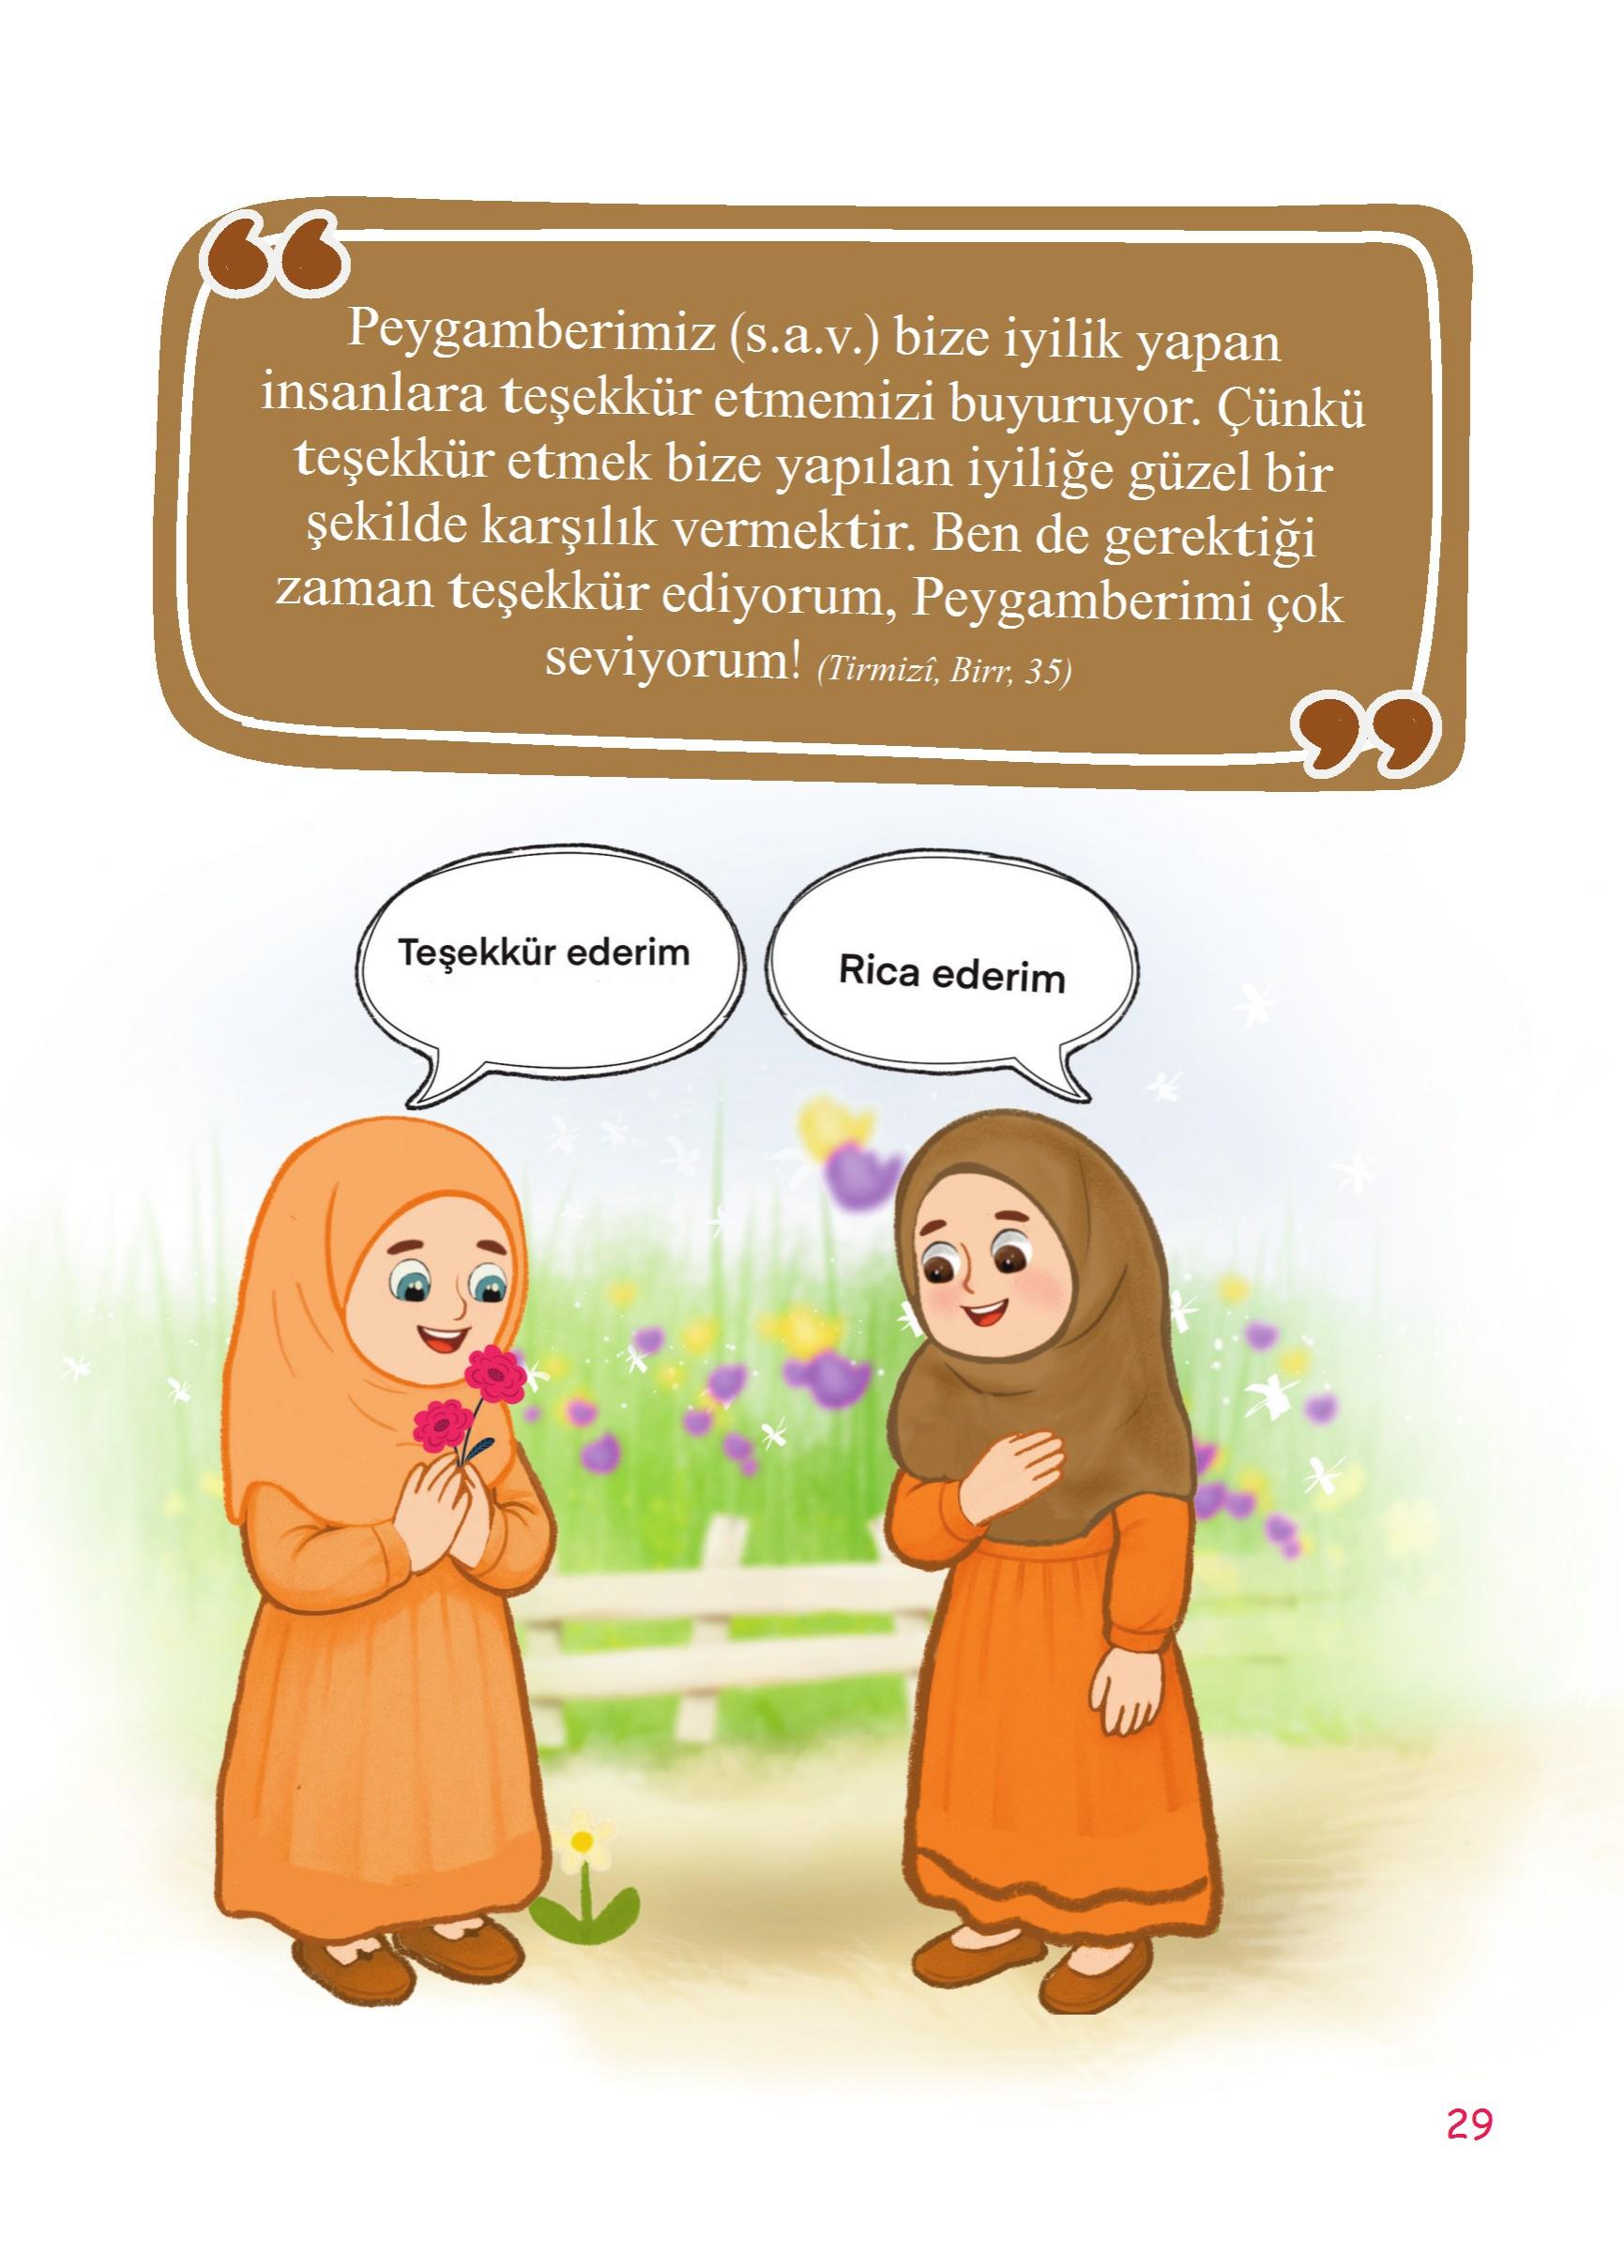 Peygamberimiz (s.a.v.) bize iyilik yapan
insanlara teşekkür etmemizi buyuruyor. Çünkü
teşekkür etmek bize yapılan iyiliğe güzel bir
şekilde karşılık vermektir. Ben de gerektiği
zaman teşekkür ediyorum, Peygamberimi çok
seviyorum! (Tirmizî, Birr, 35)
Teşekkür ederim
Rica ederim
29